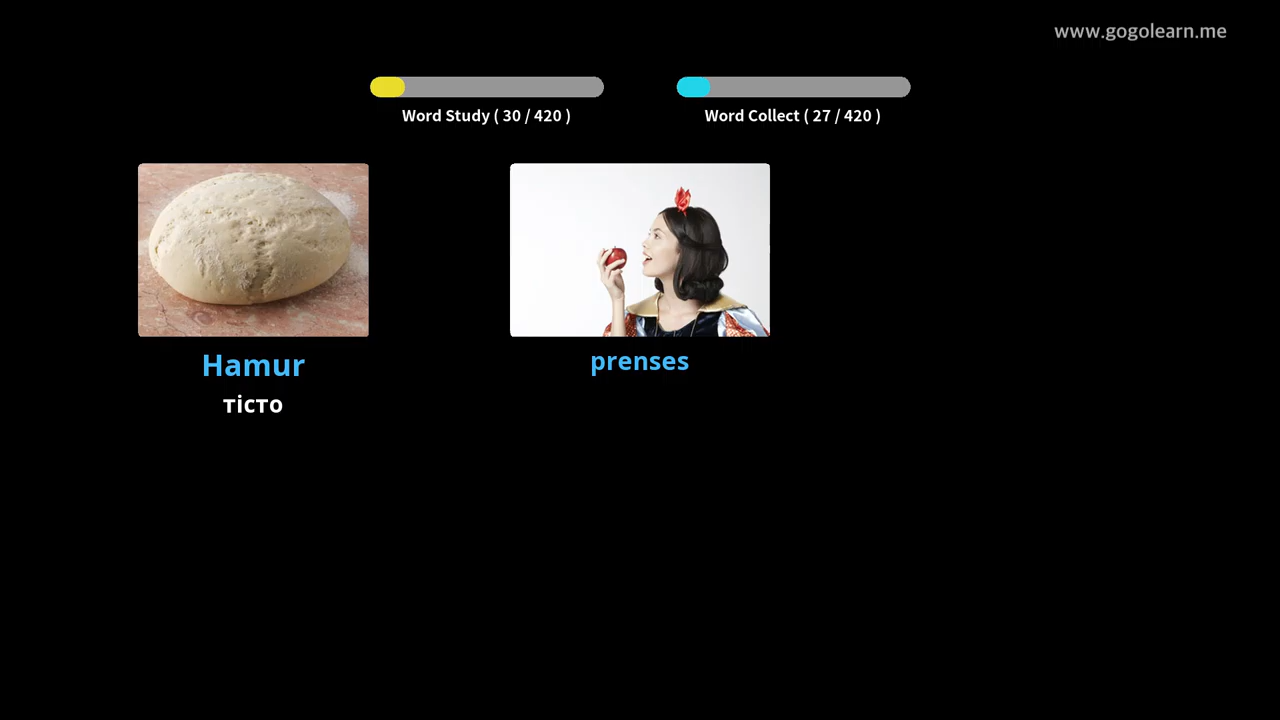 www.gogolearn.me
Word Study ( 30 / 420 )
Word Collect ( 27 / 420 )
Hamur
тісто
prenses